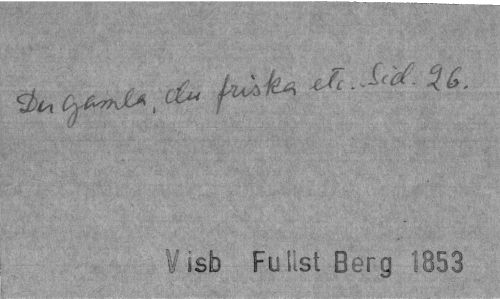 Du gamla, du friska etc. Sid. 26.
Visb Fullst Berg 1853